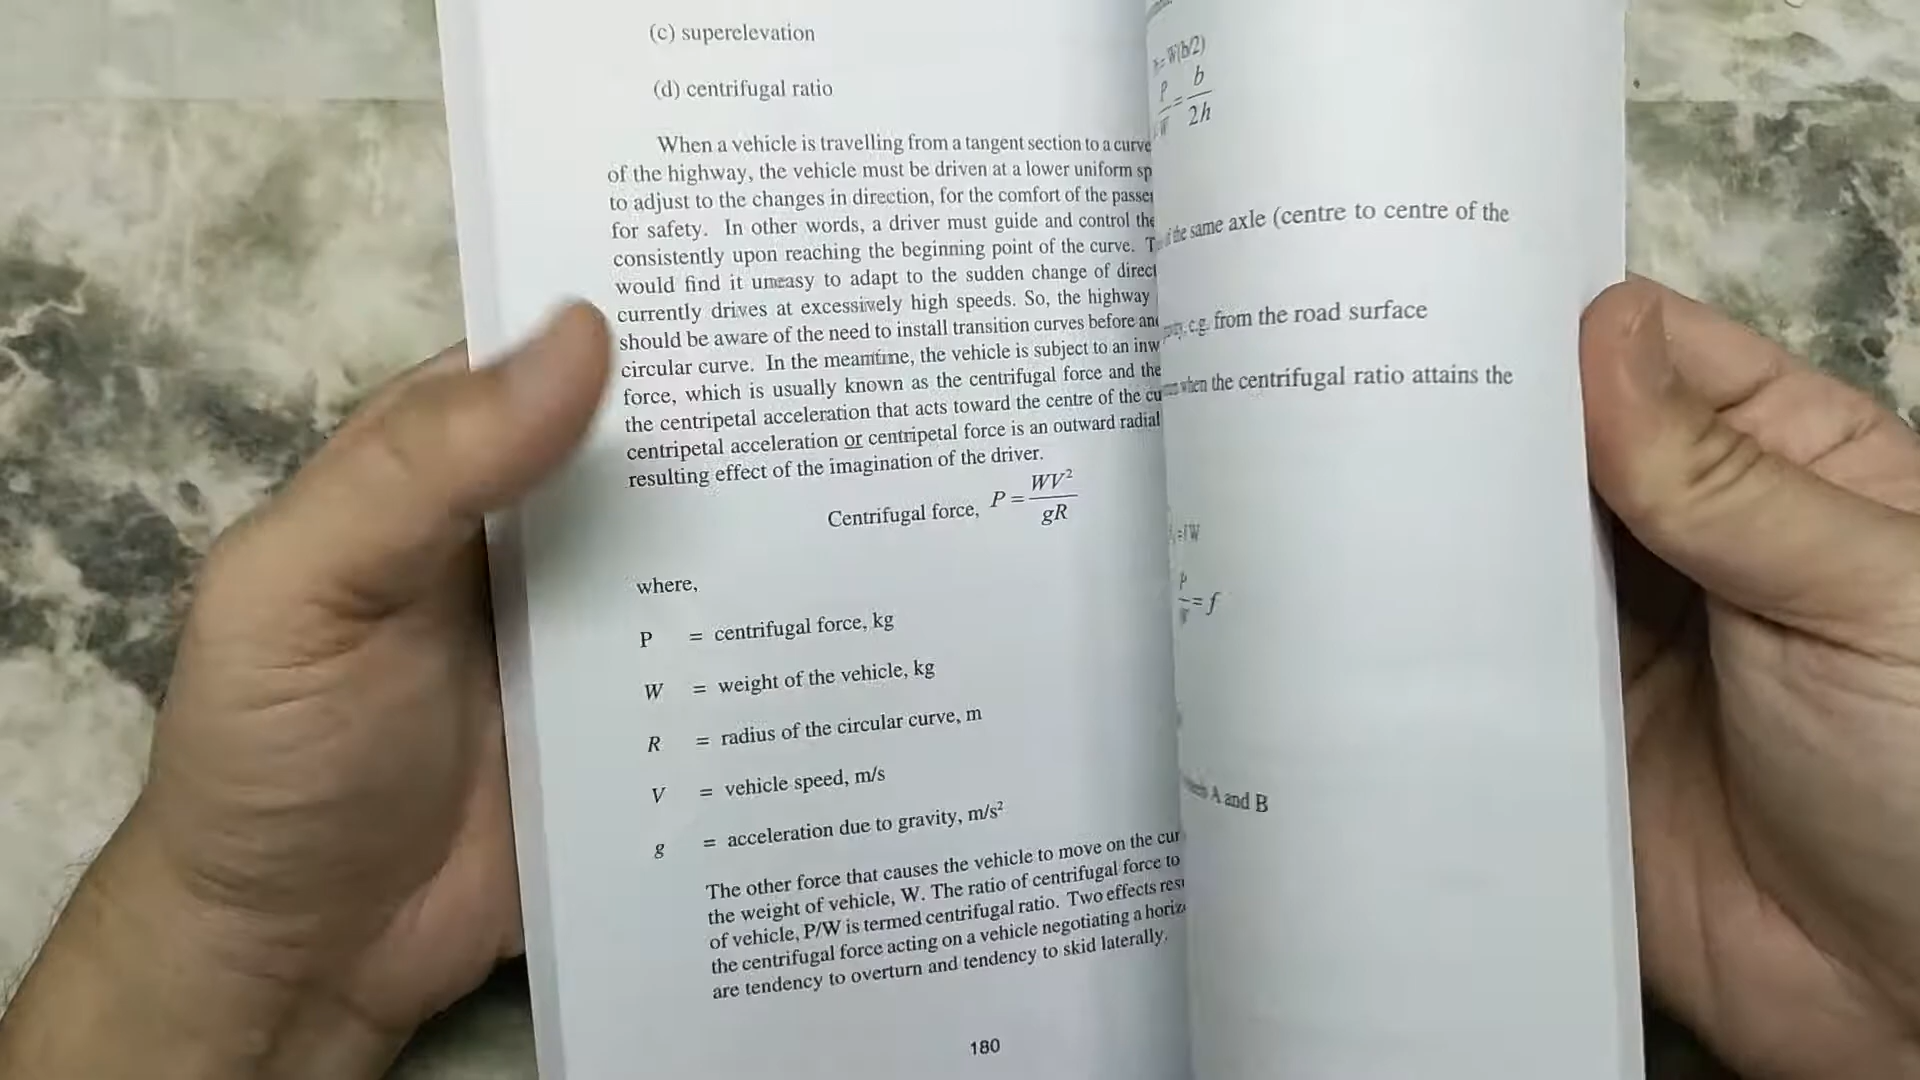 (c) superelevation
(d) centrifugal ratio
When a vehicle is travelling from a tangent section to a curve
of the highway, the vehicle must be driven at a lower uniform sp
to adjust to the changes in direction, for the comfort of the passe
for safety. In other words, a driver must guide and control the
consistently upon reaching the beginning point of the curve. T
would find it uneasy to adapt to the sudden change of direct
currently drives at excessively high speeds. So, the highway
should be aware of the need to install transition curves before and
circular curve. In the meantime, the vehicle is subject to an inw
force, which is usually known as the centrifugal force and the
the centripetal acceleration that acts toward the centre of the cu
centripetal acceleration or centripetal force is an outward radial
resulting effect of the imagination of the driver.
Centrifugal force, P = WV²/gR
where,
P = centrifugal force, kg
W = weight of the vehicle, kg
R = radius of the circular curve, m
V = vehicle speed, m/s
g = acceleration due to gravity, m/s²
The other force that causes the vehicle to move on the cur
the weight of vehicle, W. The ratio of centrifugal force to
of vehicle, P/W is termed centrifugal ratio. Two effects res
the centrifugal force acting on a vehicle negotiating a horiz
are tendency to overturn and tendency to skid laterally.
180
= W(b/2)
P/W = b/2h
of the same axle (centre to centre of the
c.g. from the road surface
when the centrifugal ratio attains the
= fW
P/W = f
A and B